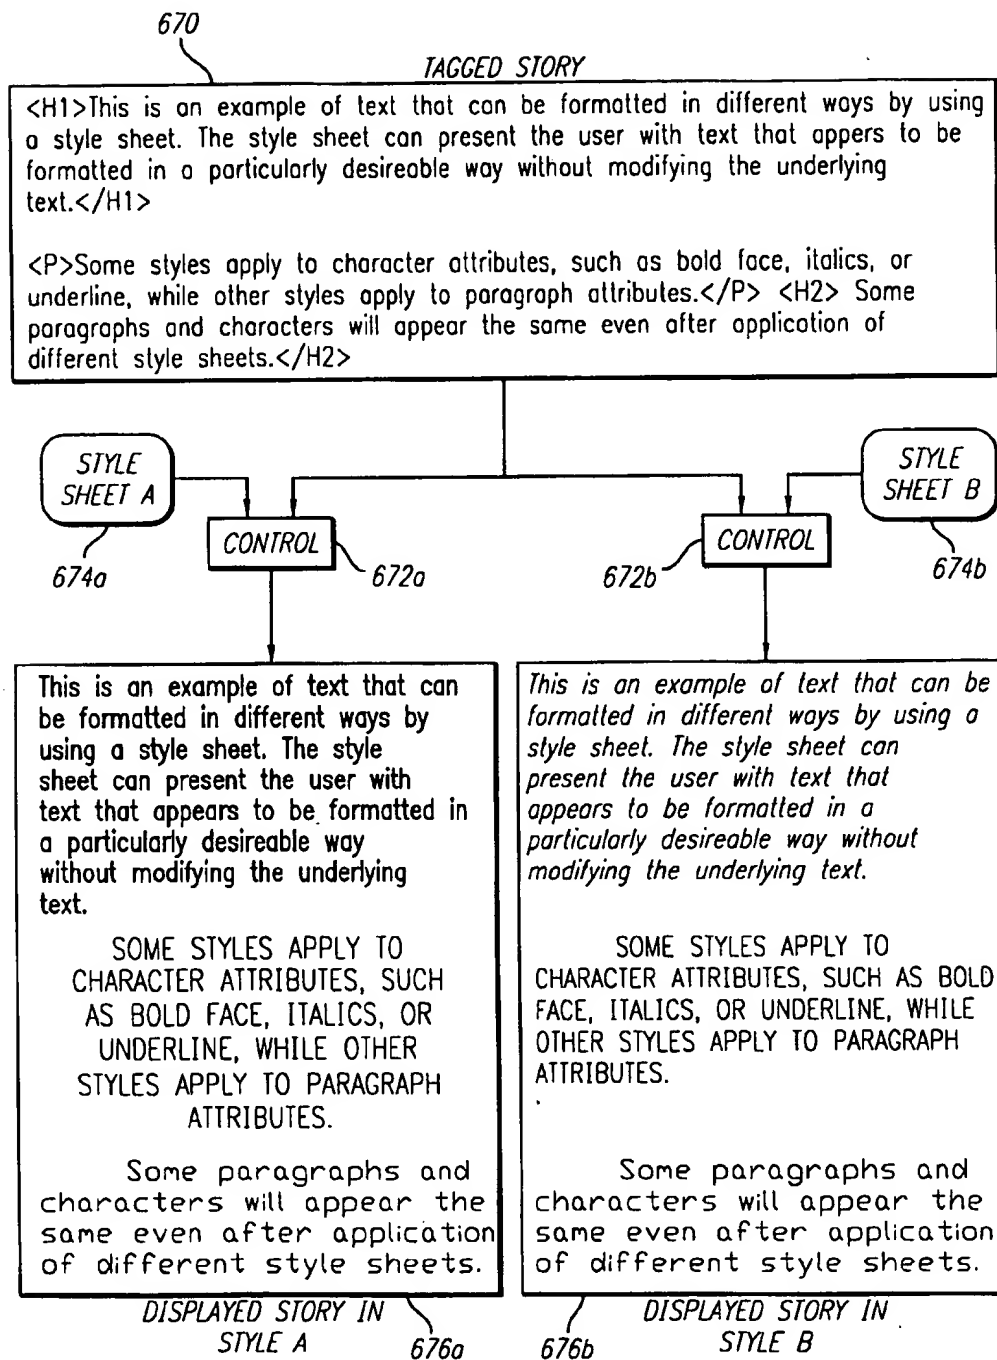 670
TAGGED STORY
<H1>This is an example of text that can be formatted in different ways by using
a style sheet. The style sheet can present the user with text that appers to be
formatted in a particularly desireable way without modifying the underlying
text.</H1>
<P>Some styles apply to character attributes, such as bold face, italics, or
underline, while other styles apply to paragraph attributes.</P> <H2> Some
paragraphs and characters will appear the same even after application of
different style sheets.</H2>
STYLE
SHEET A
STYLE
SHEET B
CONTROL
CONTROL
674a
672a
672b
674b
This is an example of text that can
be formatted in different ways by
using a style sheet. The style
sheet can present the user with
text that appears to be formatted in
a particularly desireable way
without modifying the underlying
text.
SOME STYLES APPLY TO
CHARACTER ATTRIBUTES, SUCH
AS BOLD FACE, ITALICS, OR
UNDERLINE, WHILE OTHER
STYLES APPLY TO PARAGRAPH
ATTRIBUTES.
Some paragraphs and
characters will appear the
same even after application
of different style sheets.
DISPLAYED STORY IN
STYLE A
676a
This is an example of text that can be
formatted in different ways by using a
style sheet. The style sheet can
present the user with text that
appears to be formatted in a
particularly desireable way without
modifying the underlying text.
SOME STYLES APPLY TO
CHARACTER ATTRIBUTES, SUCH AS BOLD
FACE, ITALICS, OR UNDERLINE, WHILE
OTHER STYLES APPLY TO PARAGRAPH
ATTRIBUTES.
Some paragraphs and
characters will appear the
same even after application
of different style sheets.
676b
DISPLAYED STORY IN
STYLE B